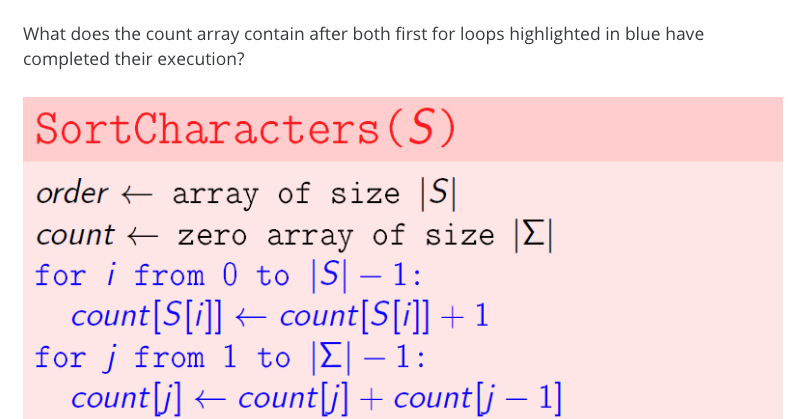 What does the count array contain after both first for loops highlighted in blue have
completed their execution?
SortCharacters(S)
order ← array of size |S|
count ← zero array of size |Σ|
for i from 0 to |S| − 1:
count[S[i]] ← count[S[i]] + 1
for j from 1 to |Σ| − 1:
count[j] ← count[j] + count[j − 1]